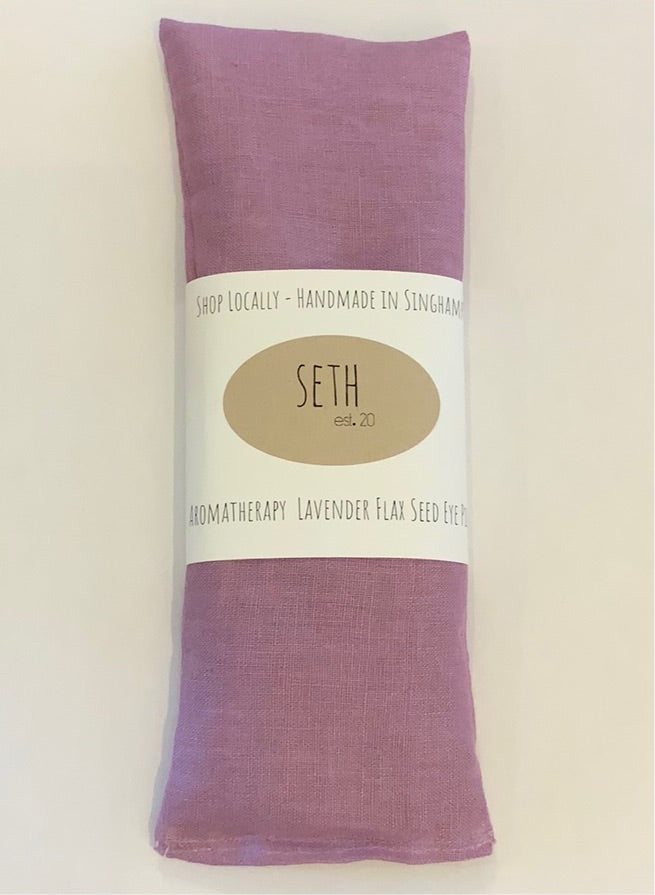 SHOP LOCALLY - HANDMADE IN SINGHAM
SETH
est. 20
AROMATHERAPY LAVENDER FLAX SEED EYE